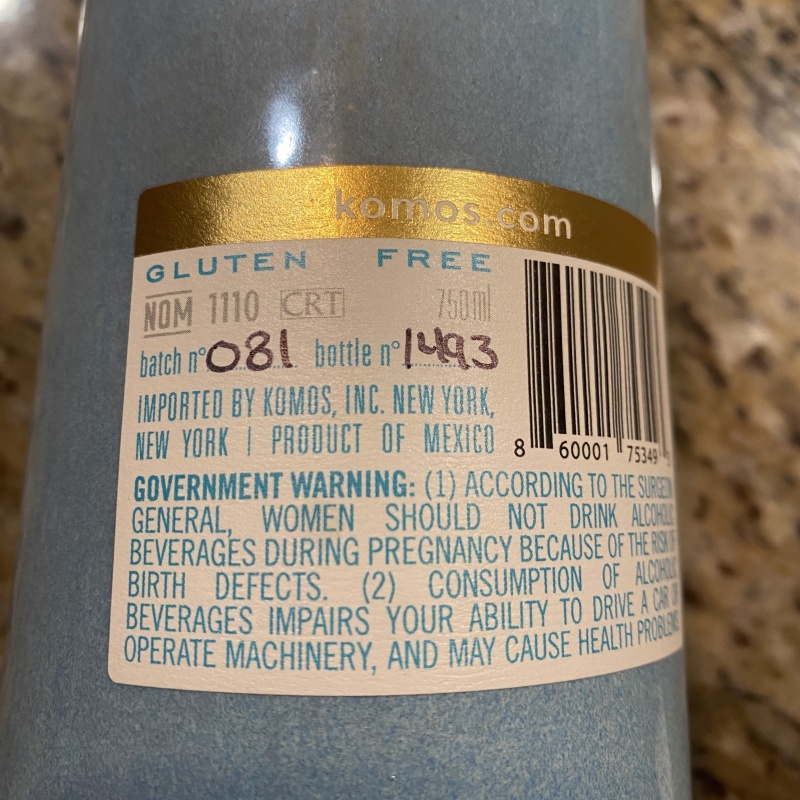 komos.com
GLUTEN FREE
NOM 1110 CRT 750ml
batch n° 081 bottle n° 1493
IMPORTED BY KOMOS, INC. NEW YORK,
NEW YORK | PRODUCT OF MEXICO
8 60001 75349
GOVERNMENT WARNING: (1) ACCORDING TO THE SURGEON
GENERAL, WOMEN SHOULD NOT DRINK ALCOHOLIC
BEVERAGES DURING PREGNANCY BECAUSE OF THE RISK OF
BIRTH DEFECTS. (2) CONSUMPTION OF ALCOHOLIC
BEVERAGES IMPAIRS YOUR ABILITY TO DRIVE A CAR OR
OPERATE MACHINERY, AND MAY CAUSE HEALTH PROBLEMS.